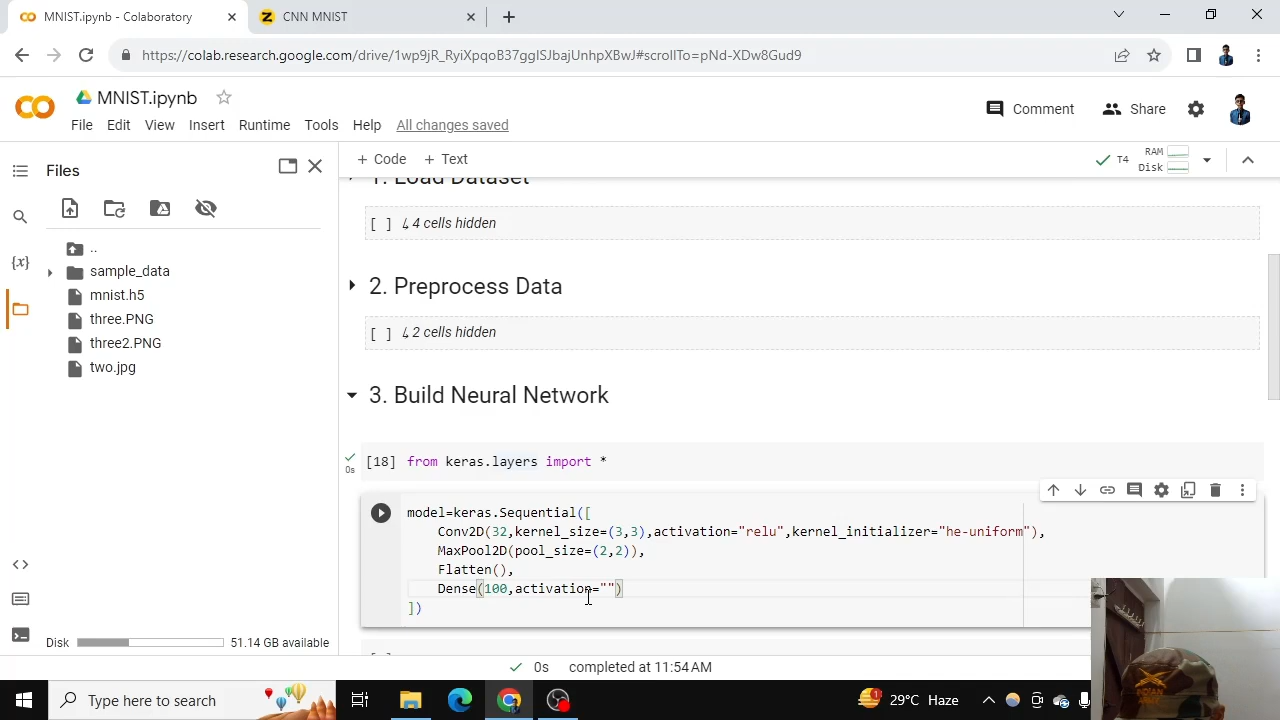 MNIST.ipynb - Colaboratory
CNN MNIST
https://colab.research.google.com/drive/1wp9jR_RyiXpqoB37ggISJbajUnhpXBwJ#scrollTo=pNd-XDw8Gud9
MNIST.ipynb
File Edit View Insert Runtime Tools Help All changes saved
Comment
Share
Files
+ Code + Text
T4
RAM
Disk
..
sample_data
mnist.h5
three.PNG
three2.PNG
two.jpg
Disk
51.14 GB available
1. Load Dataset
[ ] ↳ 4 cells hidden
2. Preprocess Data
[ ] ↳ 2 cells hidden
3. Build Neural Network
0s
[18] from keras.layers import *
model=keras.Sequential([
Conv2D(32,kernel_size=(3,3),activation="relu",kernel_initializer="he-uniform"),
MaxPool2D(pool_size=(2,2)),
Flatten(),
Dense(100,activation="")
])
0s completed at 11:54 AM
Type here to search
1
29°C Haze